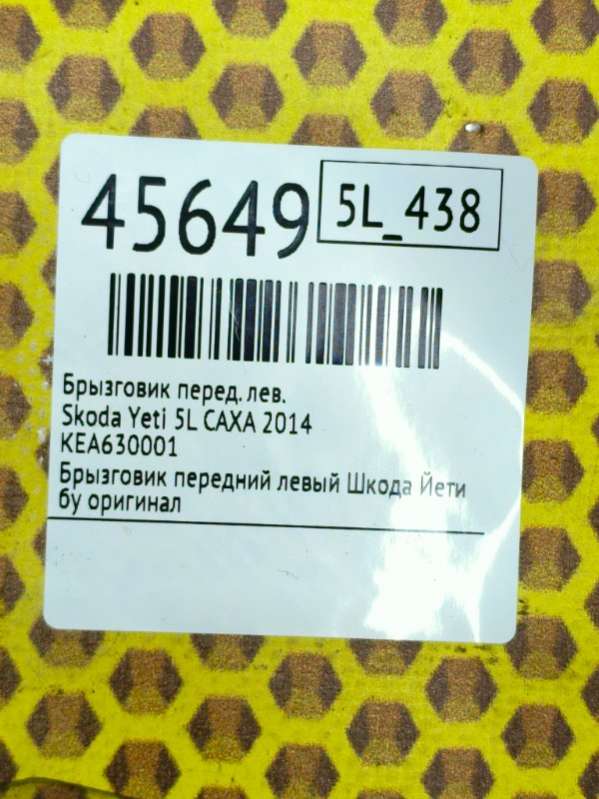 45649
5L_438
Брызговик перед. лев.
Skoda Yeti 5L CAXA 2014
KEA630001
Брызговик передний левый Шкода Йети
бу оригинал